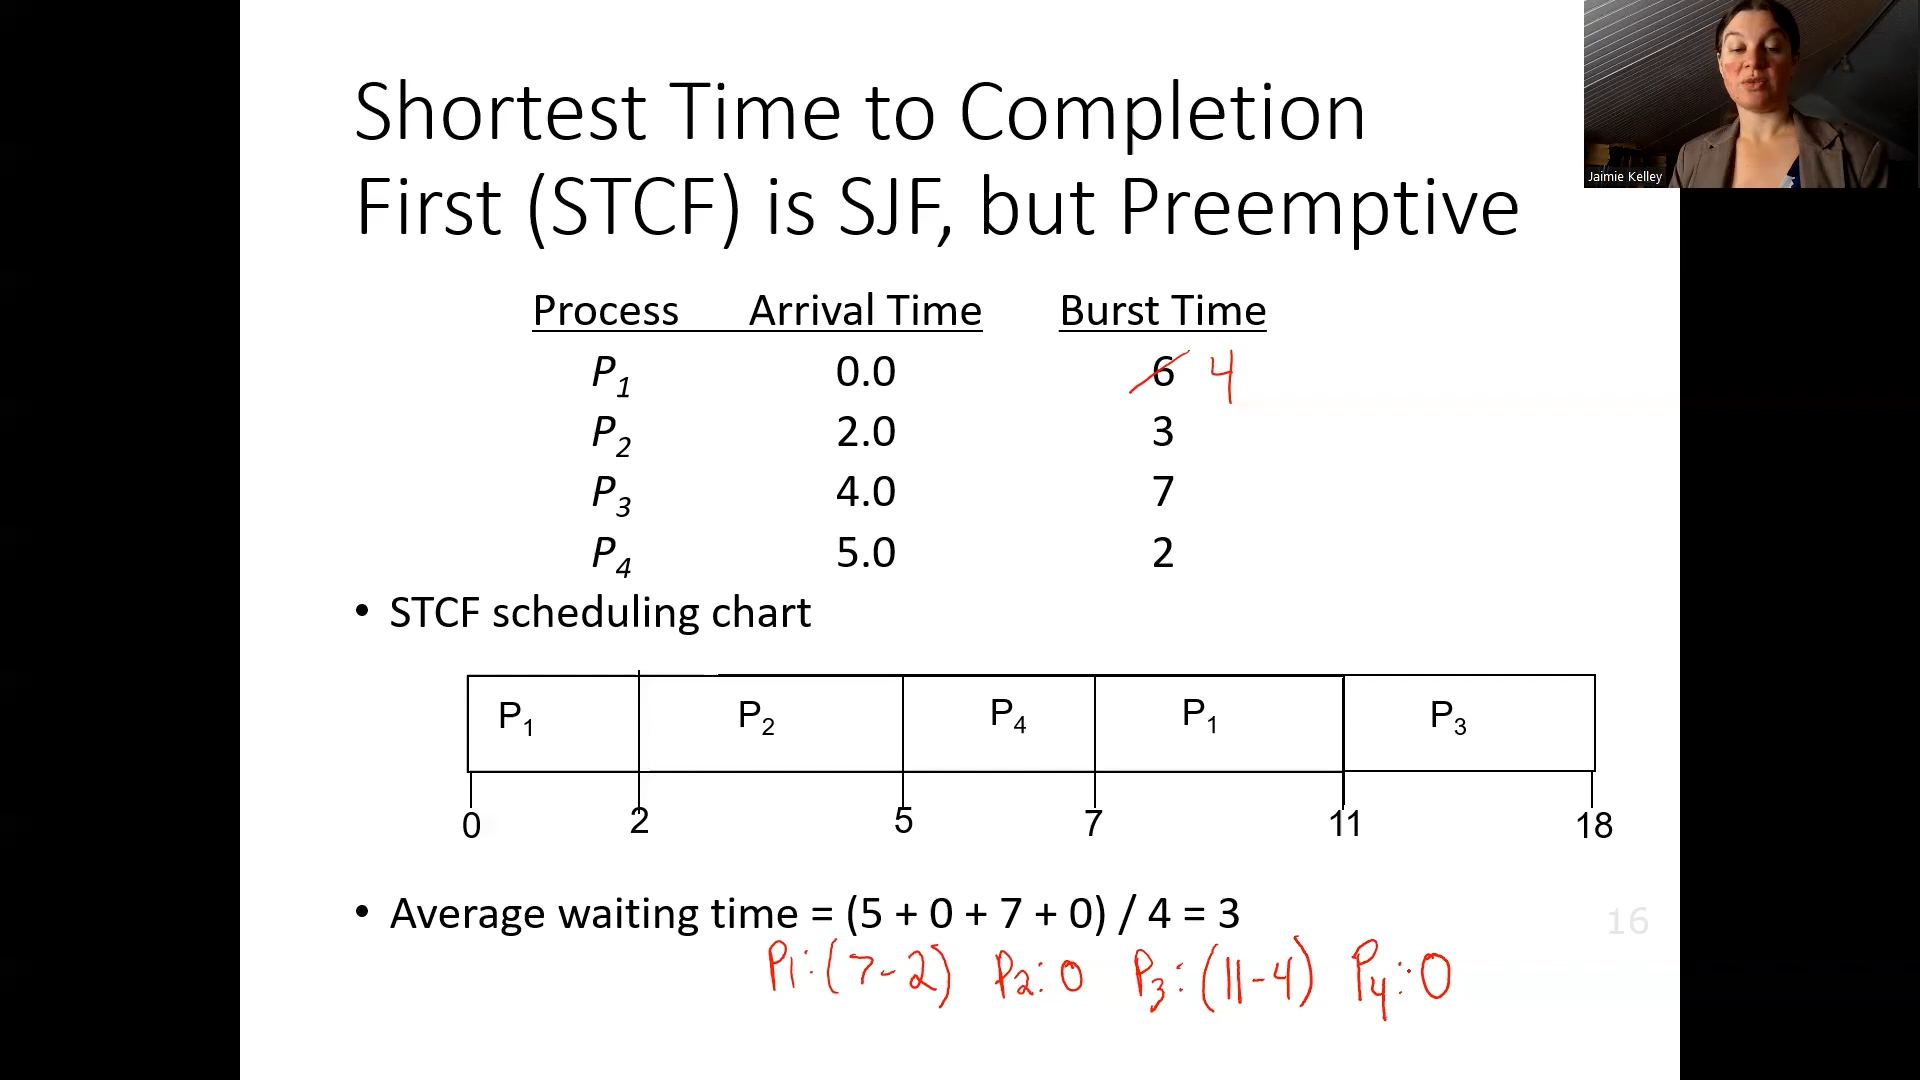 Shortest Time to Completion
First (STCF) is SJF, but Preemptive
Jaimie Kelley
Process Arrival Time Burst Time
P1 0.0 6 4
P2 2.0 3
P3 4.0 7
P4 5.0 2
• STCF scheduling chart
P1 P2 P4 P1 P3
0 2 5 7 11 18
• Average waiting time = (5 + 0 + 7 + 0) / 4 = 3
16
P1:(7-2) P2:0 P3:(11-4) P4:0